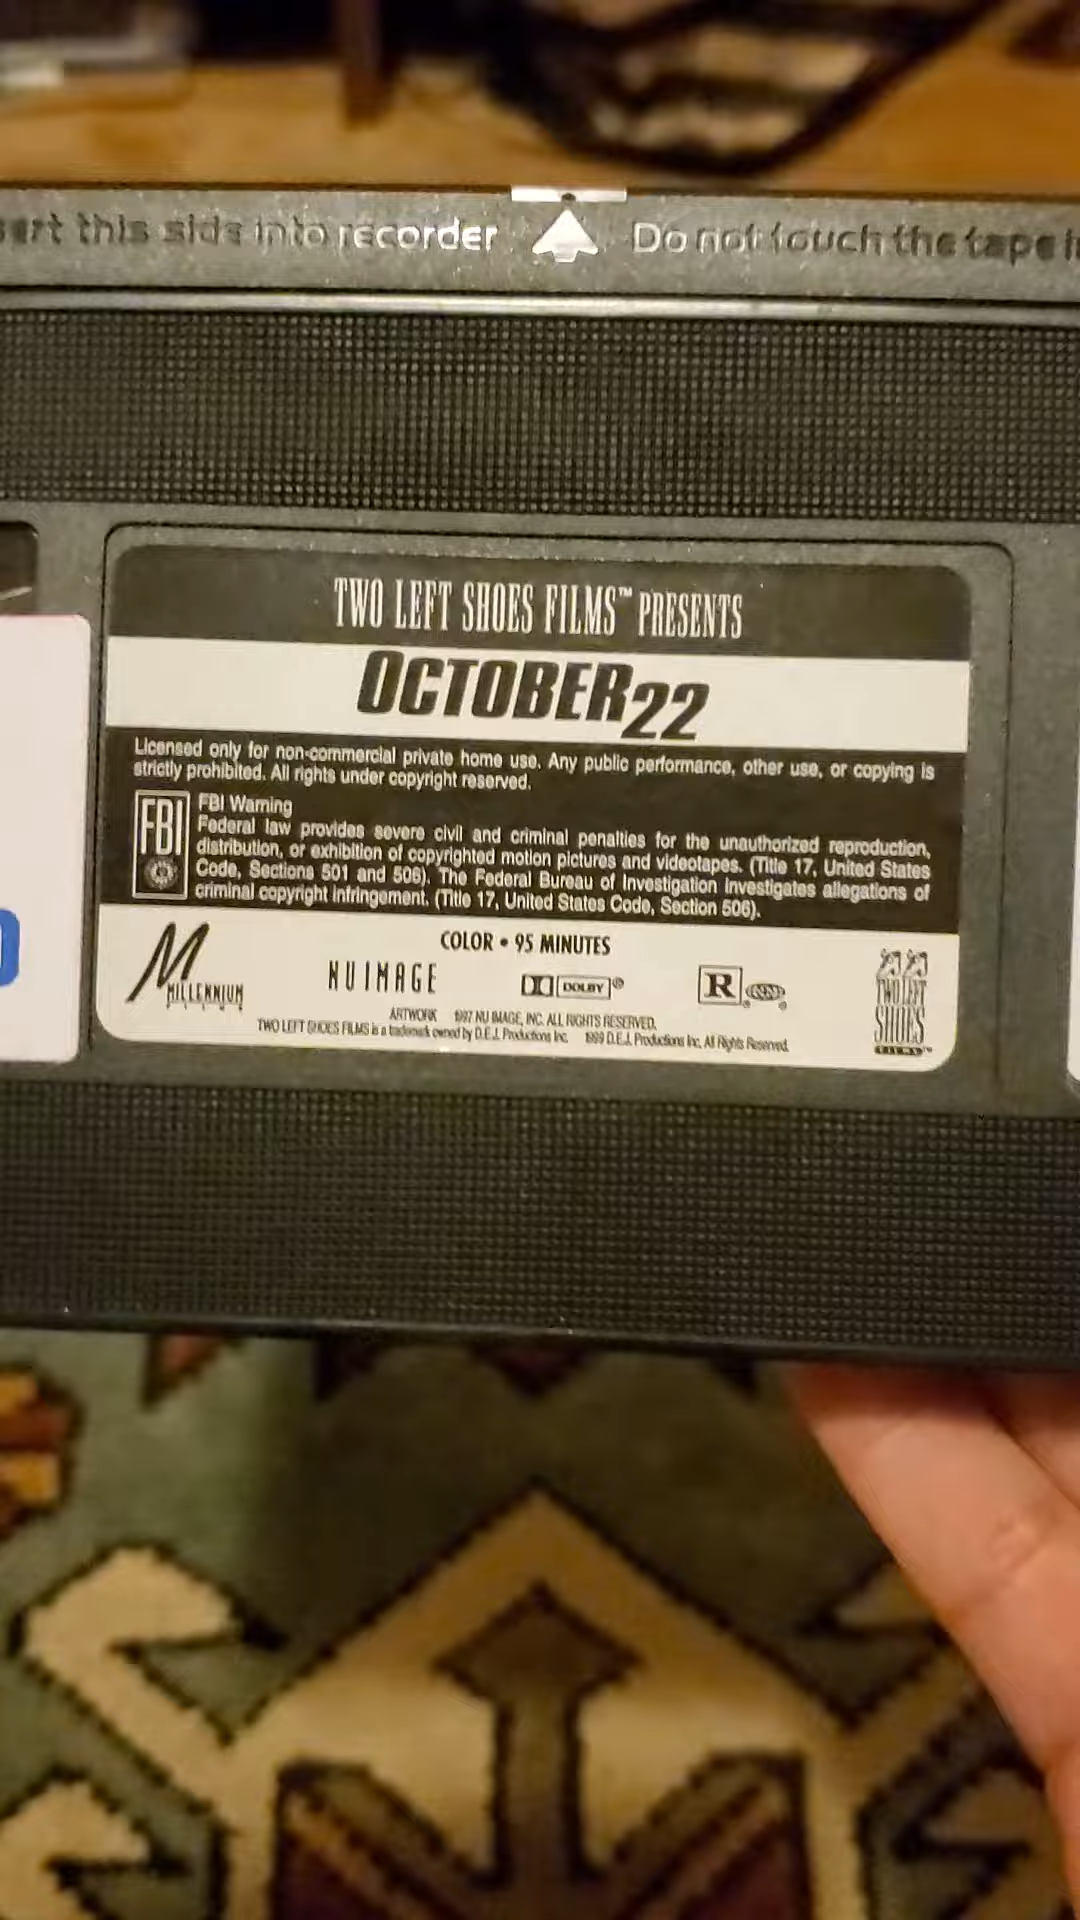 sert this side into recorder Do not touch the tape i
TWO LEFT SHOES FILMS™ PRESENTS
OCTOBER 22
Licensed only for non-commercial private home use. Any public performance, other use, or copying is
strictly prohibited. All rights under copyright reserved.
FBI
FBI Warning
Federal law provides severe civil and criminal penalties for the unauthorized reproduction,
distribution, or exhibition of copyrighted motion pictures and videotapes. (Title 17, United States
Code, Sections 501 and 506). The Federal Bureau of Investigation investigates allegations of
criminal copyright infringement. (Title 17, United States Code, Section 506).
COLOR • 95 MINUTES
M
MILLENNIUM
NU IMAGE
DOLBY®
R
TWO LEFT
SHOES
FILMS™
ARTWORK 1997 NU IMAGE, INC. ALL RIGHTS RESERVED.
TWO LEFT SHOES FILMS is a trademark owned by D.E.J. Productions Inc. 1999 D.E.J. Productions Inc. All Rights Reserved.